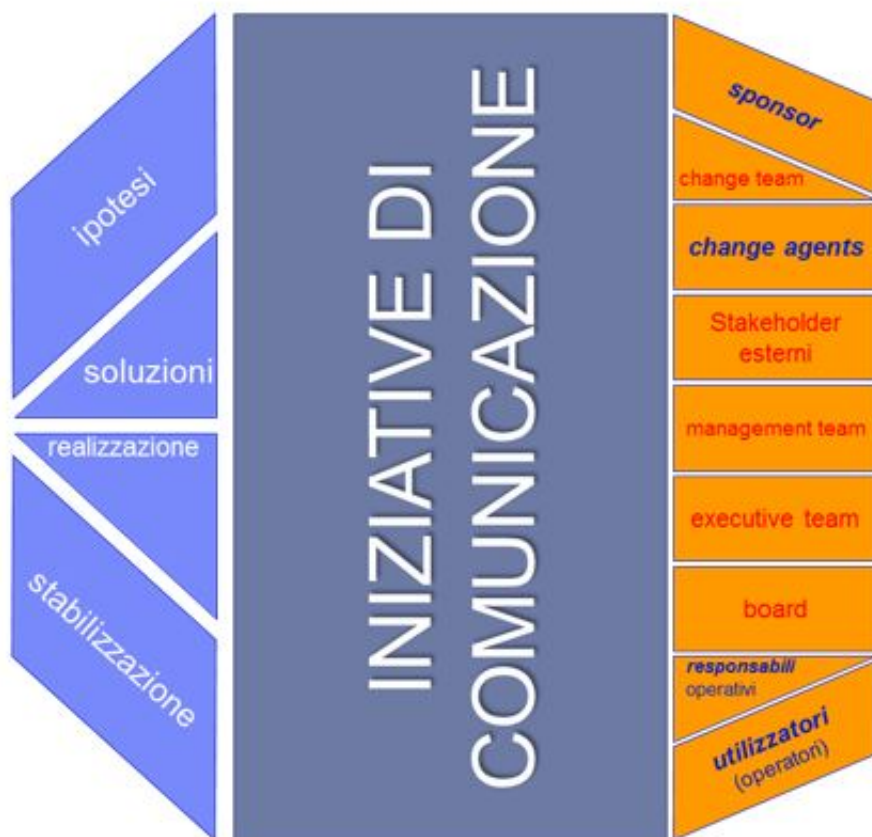 ipotesi
soluzioni
realizzazione
stabilizzazione
INIZIATIVE DI
COMUNICAZIONE
sponsor
change team
change agents
Stakeholder
esterni
management team
executive team
board
responsabili
operativi
utilizzatori
(operatori)